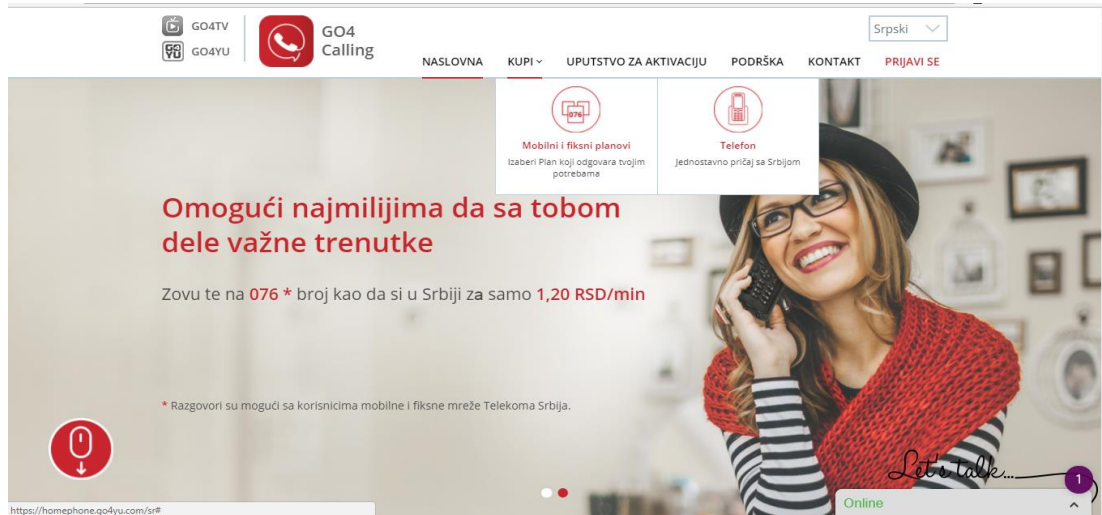 GO4TV
GO4YU
GO4
Calling
Srpski
NASLOVNA KUPI UPUTSTVO ZA AKTIVACIJU PODRŠKA KONTAKT PRIJAVI SE
076
Mobilni i fiksni planovi
Izaberi Plan koji odgovara tvojim
potrebama
Telefon
Jednostavno pričaj sa Srbijom
Omogući najmilijima da sa tobom
dele važne trenutke
Zovu te na 076 * broj kao da si u Srbiji za samo 1,20 RSD/min
* Razgovori su mogući sa korisnicima mobilne i fiksne mreže Telekoma Srbija.
Let's talk...
1
Online
https://homephone.go4yu.com/sr#